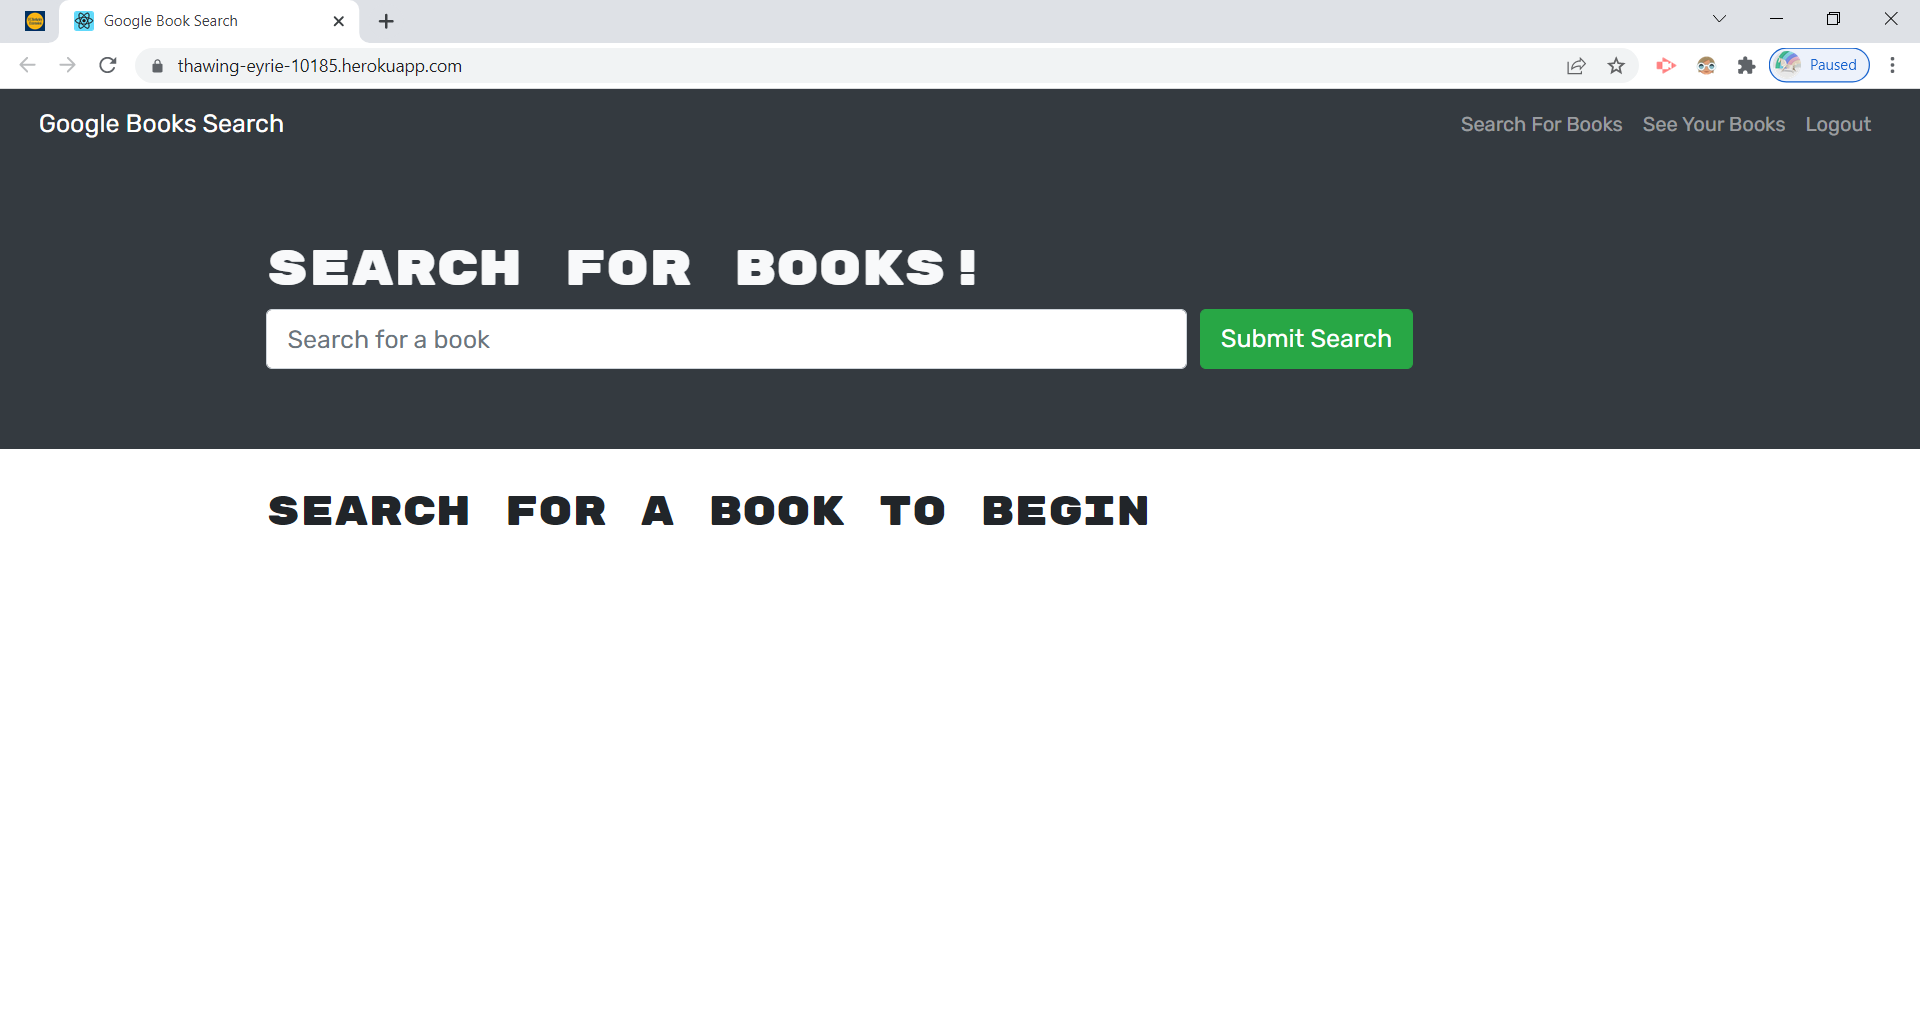 Google Book Search
thawing-eyrie-10185.herokuapp.com
Paused
Google Books Search
Search For Books
See Your Books
Logout
SEARCH FOR BOOKS!
Search for a book
Submit Search
SEARCH FOR A BOOK TO BEGIN